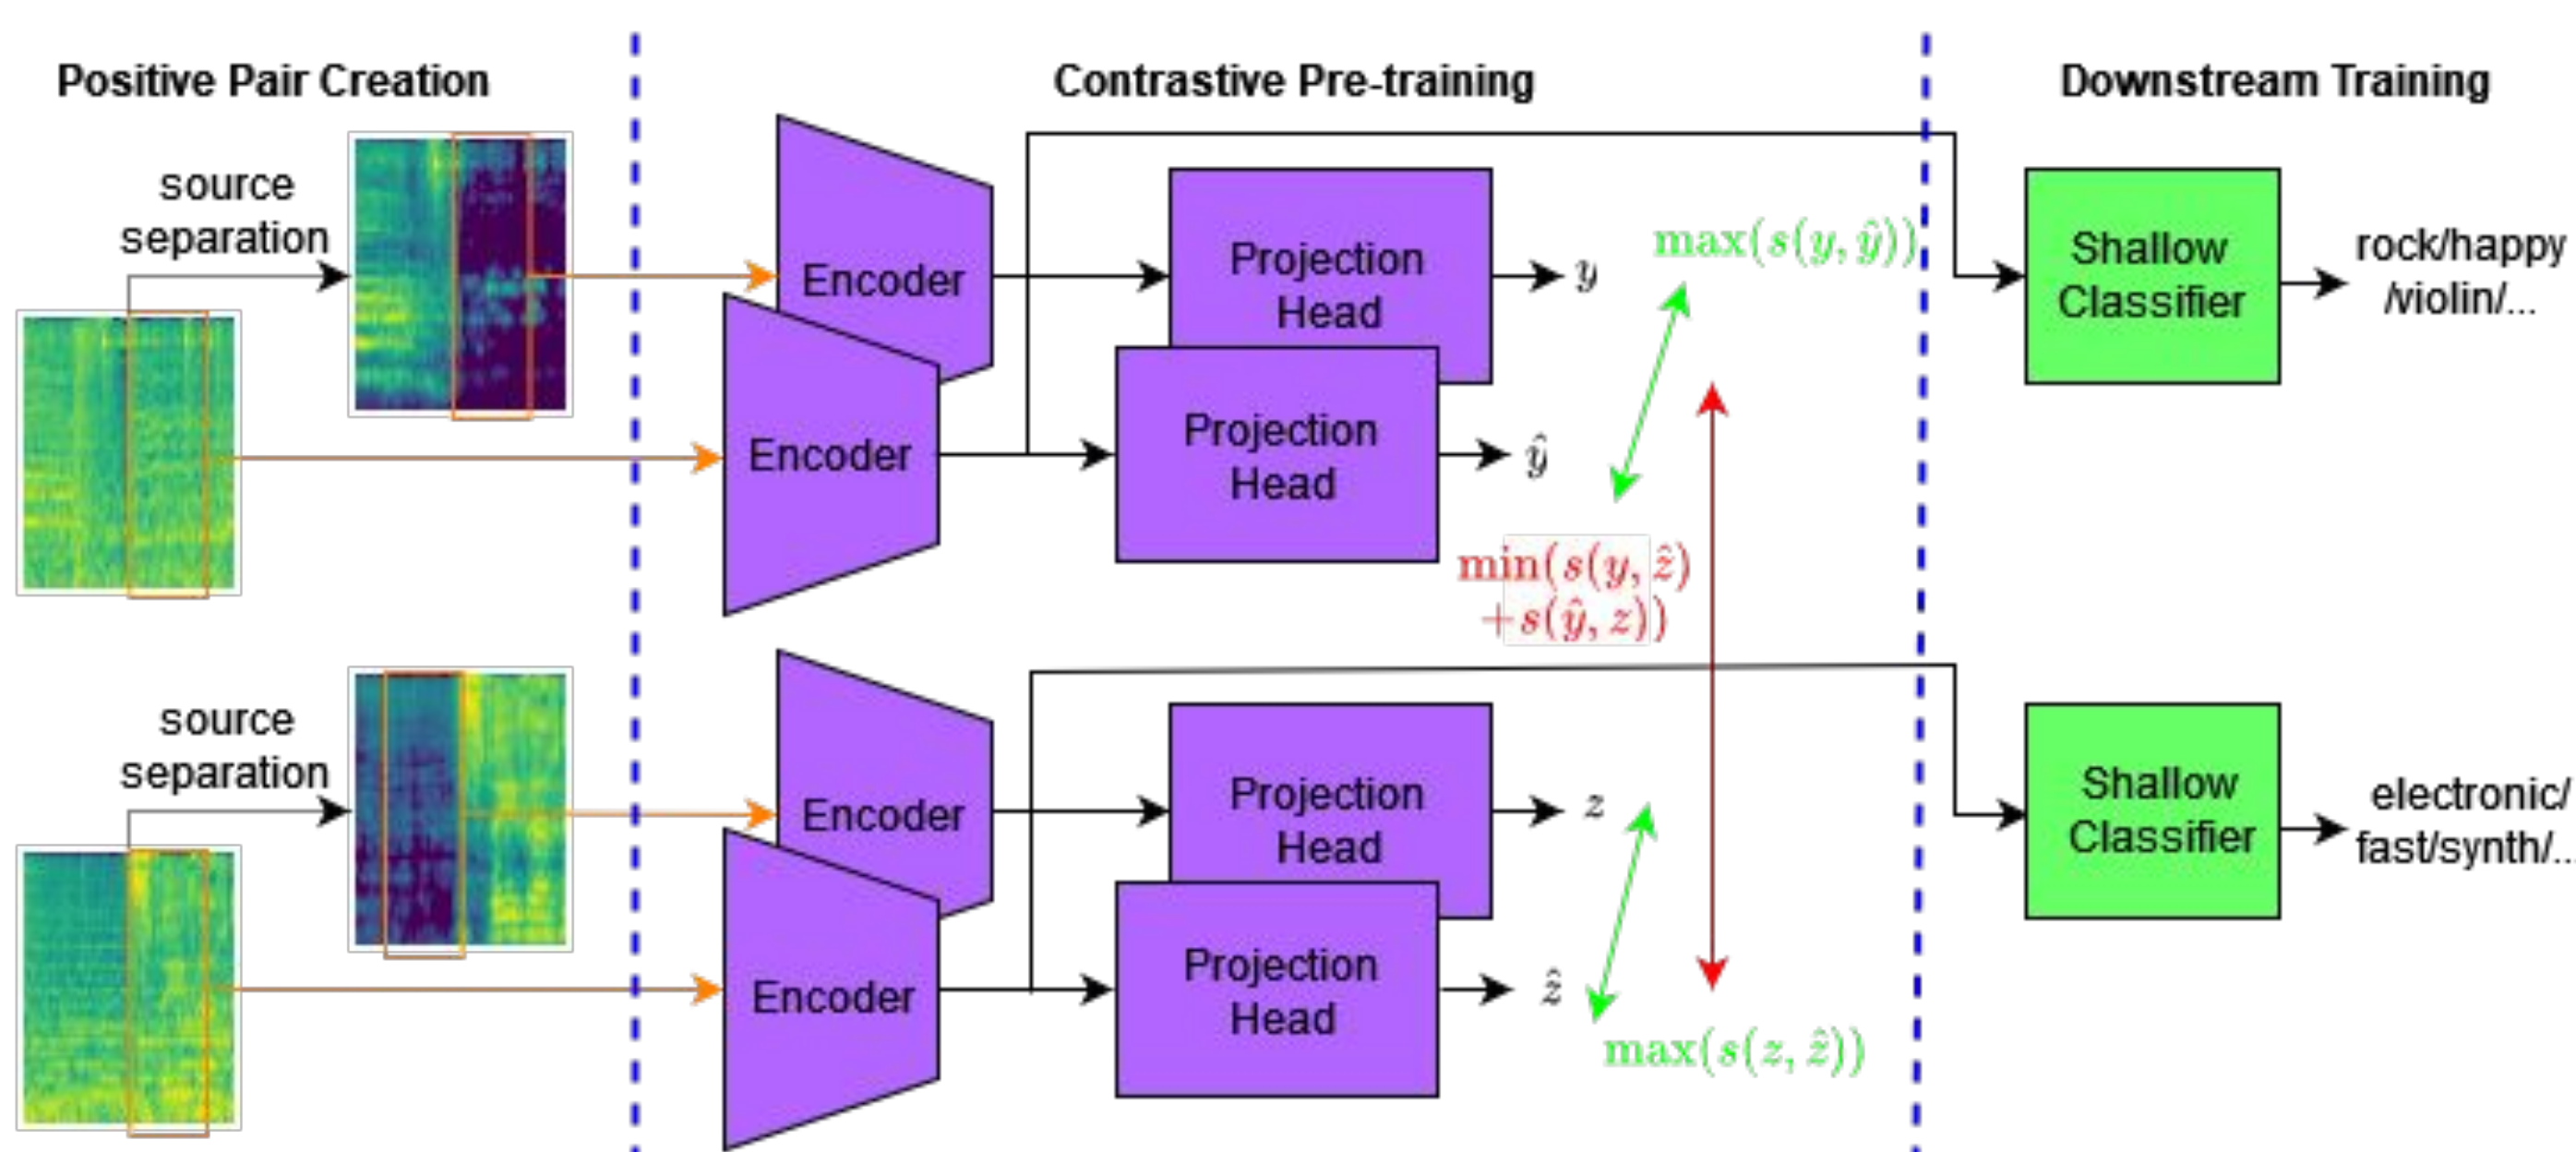 Positive Pair Creation
Contrastive Pre-training
Downstream Training
source
separation
Encoder
Projection
Head
y
max(s(y, ŷ))
Shallow
Classifier
rock/happy
/violin/...
Encoder
Projection
Head
ŷ
min(s(y, ẑ)
+s(ŷ, z))
source
separation
Encoder
Projection
Head
z
Shallow
Classifier
electronic/
fast/synth/...
Encoder
Projection
Head
ẑ
max(s(z, ẑ))